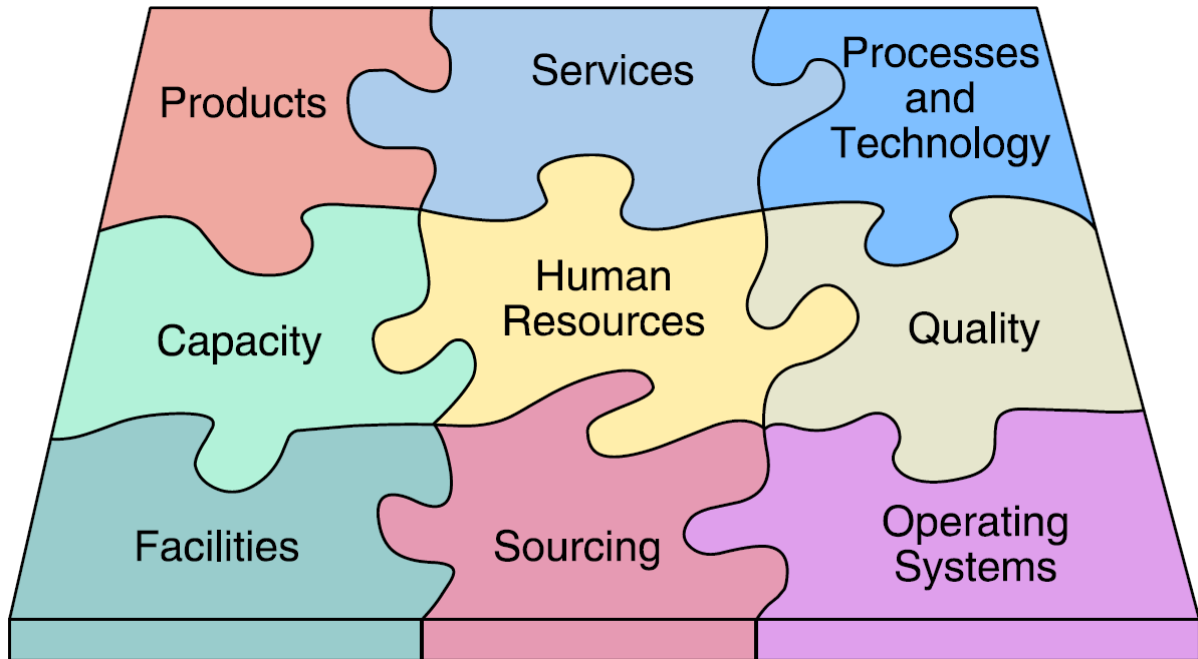 Products
Services
Processes
and
Technology
Capacity
Human
Resources
Quality
Facilities
Sourcing
Operating
Systems